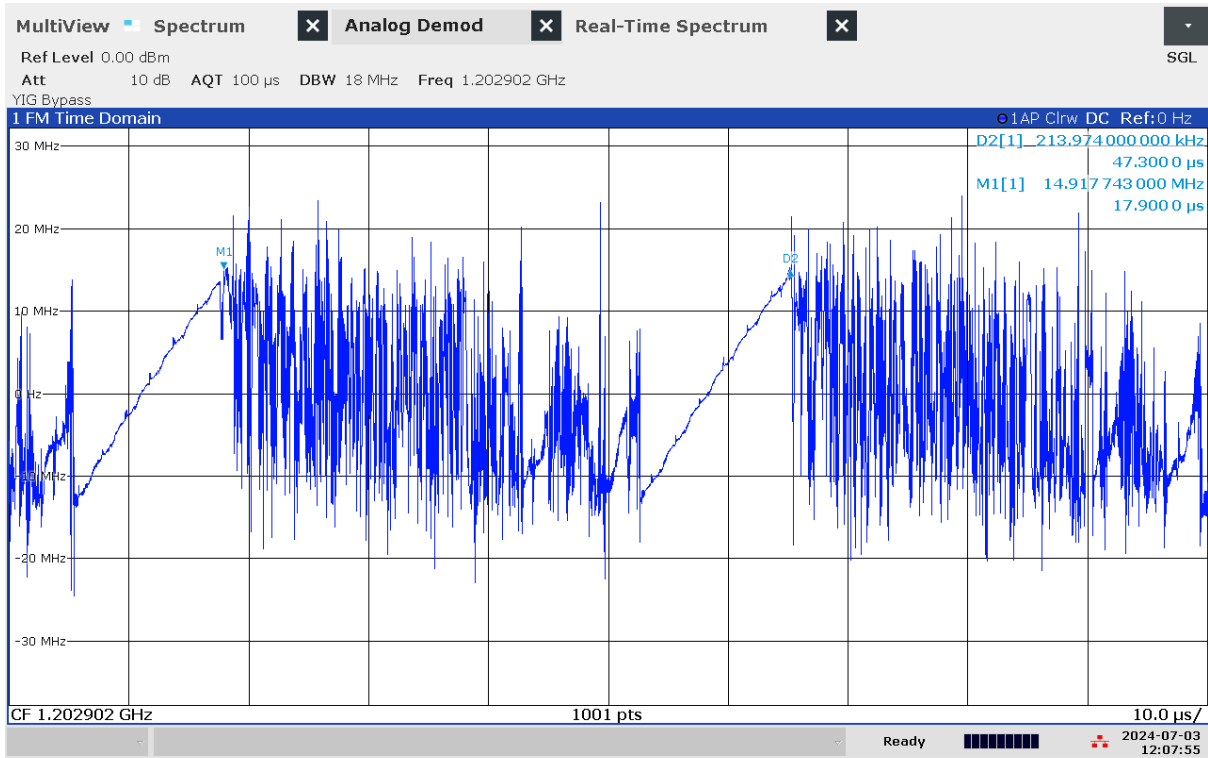 MultiView Spectrum X Analog Demod X Real-Time Spectrum X
Ref Level 0.00 dBm SGL
Att 10 dB AQT 100 µs DBW 18 MHz Freq 1.202902 GHz
YIG Bypass
1 FM Time Domain 1AP Clrw DC Ref:0 Hz
30 MHz D2[1] 213.974 000 000 kHz
47.300 0 µs
M1[1] 14.917 743 000 MHz
17.900 0 µs
20 MHz
M1 D2
10 MHz
0 Hz
-10 MHz
-20 MHz
-30 MHz
CF 1.202902 GHz 1001 pts 10.0 µs/
Ready 2024-07-03
12:07:55